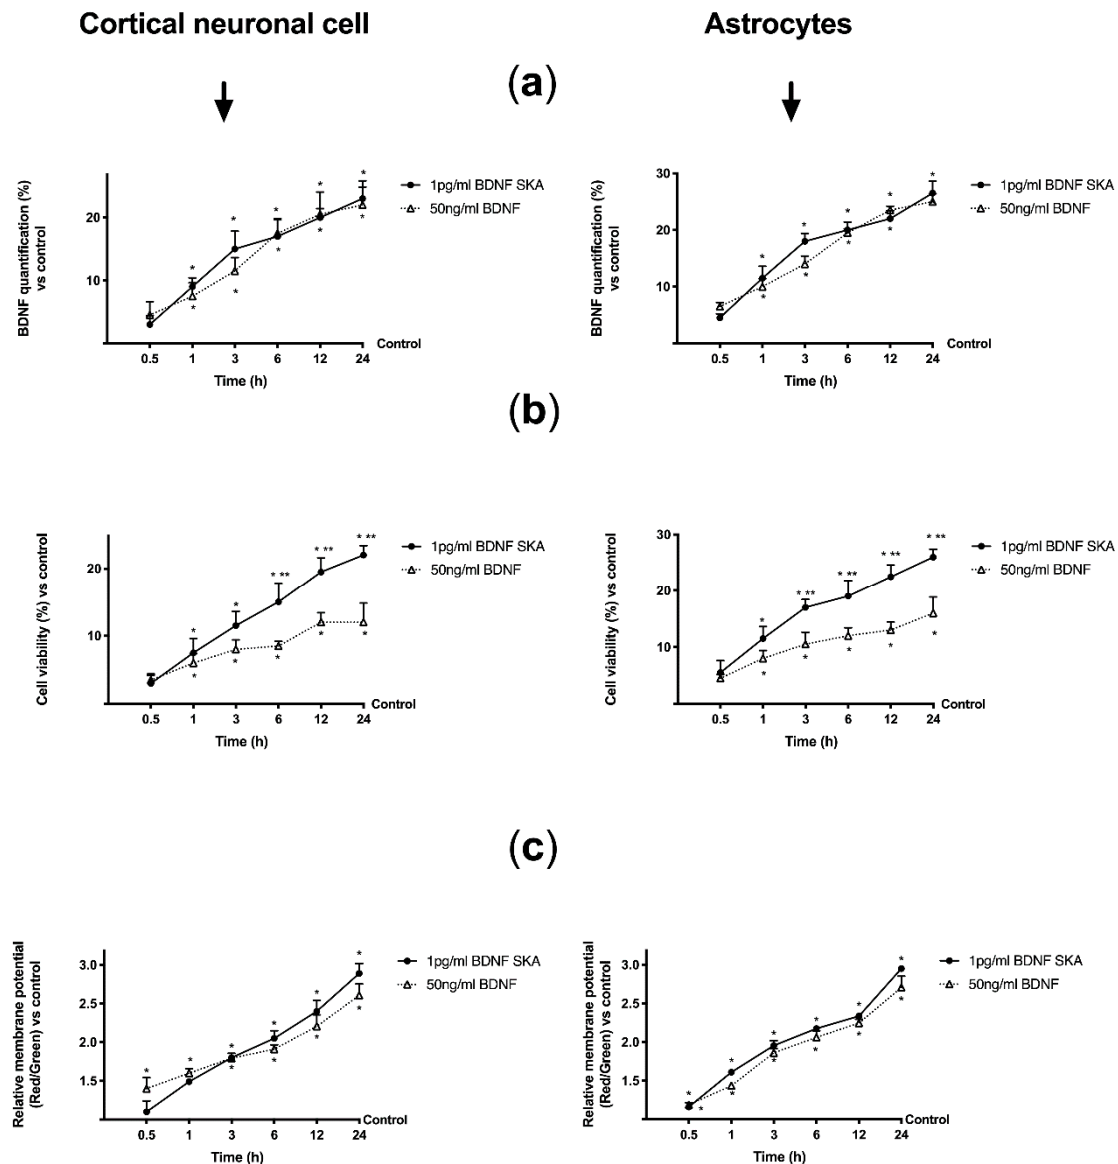 Cortical neuronal cell
Astrocytes
(a)
BDNF quantification (%)
vs control
20
10
* * * * *
* * * * *
1pg/ml BDNF SKA
50ng/ml BDNF
Control
0.5 1 3 6 12 24
Time (h)
BDNF quantification (%)
vs control
30
20
10
* * * * *
* * * *
1pg/ml BDNF SKA
50ng/ml BDNF
Control
0.5 1 3 6 12 24
Time (h)
(b)
Cell viability (%) vs control
20
10
* * * ** * ** * **
* * * * *
1pg/ml BDNF SKA
50ng/ml BDNF
Control
0.5 1 3 6 12 24
Time (h)
Cell viability (%) vs control
30
20
10
* * ** * ** * ** * **
* * * * *
1pg/ml BDNF SKA
50ng/ml BDNF
Control
0.5 1 3 6 12 24
Time (h)
(c)
Relative membrane potential
(Red/Green) vs control
3.0
2.5
2.0
1.5
* * * * * *
* * * *
1pg/ml BDNF SKA
50ng/ml BDNF
Control
0.5 1 3 6 12 24
Time (h)
Relative membrane potential
(Red/Green) vs control
3.0
2.5
2.0
1.5
* * * * * *
* * * * * *
1pg/ml BDNF SKA
50ng/ml BDNF
Control
0.5 1 3 6 12 24
Time (h)